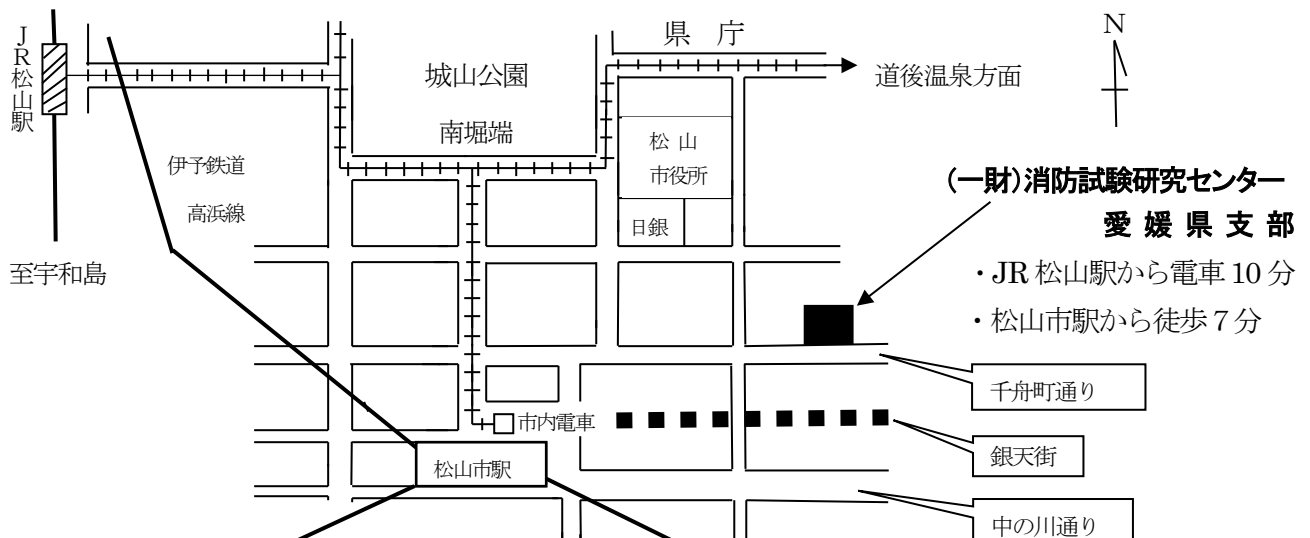 JR松山駅
至宇和島
伊予鉄道
高浜線
城山公園
南堀端
県 庁
道後温泉方面
N
松 山
市役所
日銀
(一財)消防試験研究センター
愛 媛 県 支 部
・JR 松山駅から電車 10 分
・松山市駅から徒歩 7 分
千舟町通り
市内電車
銀天街
松山市駅
中の川通り